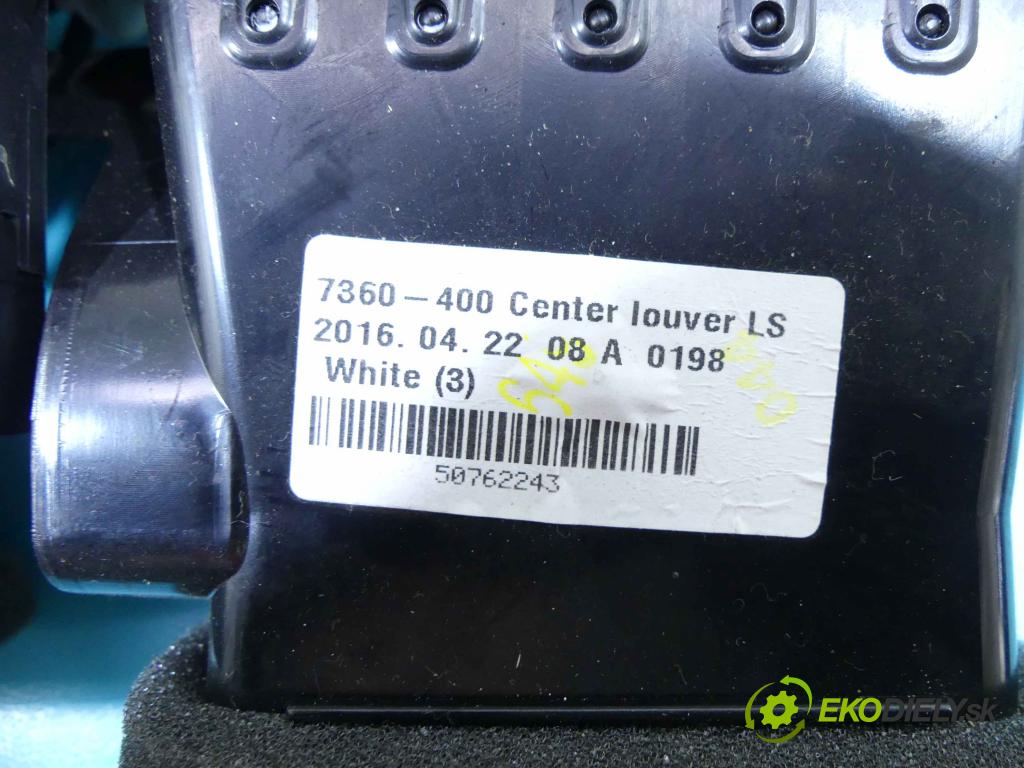 7360-400 Center louver LS
2016. 04. 22 08 A 0198
White (3)
50762243
EKODIELY.sk